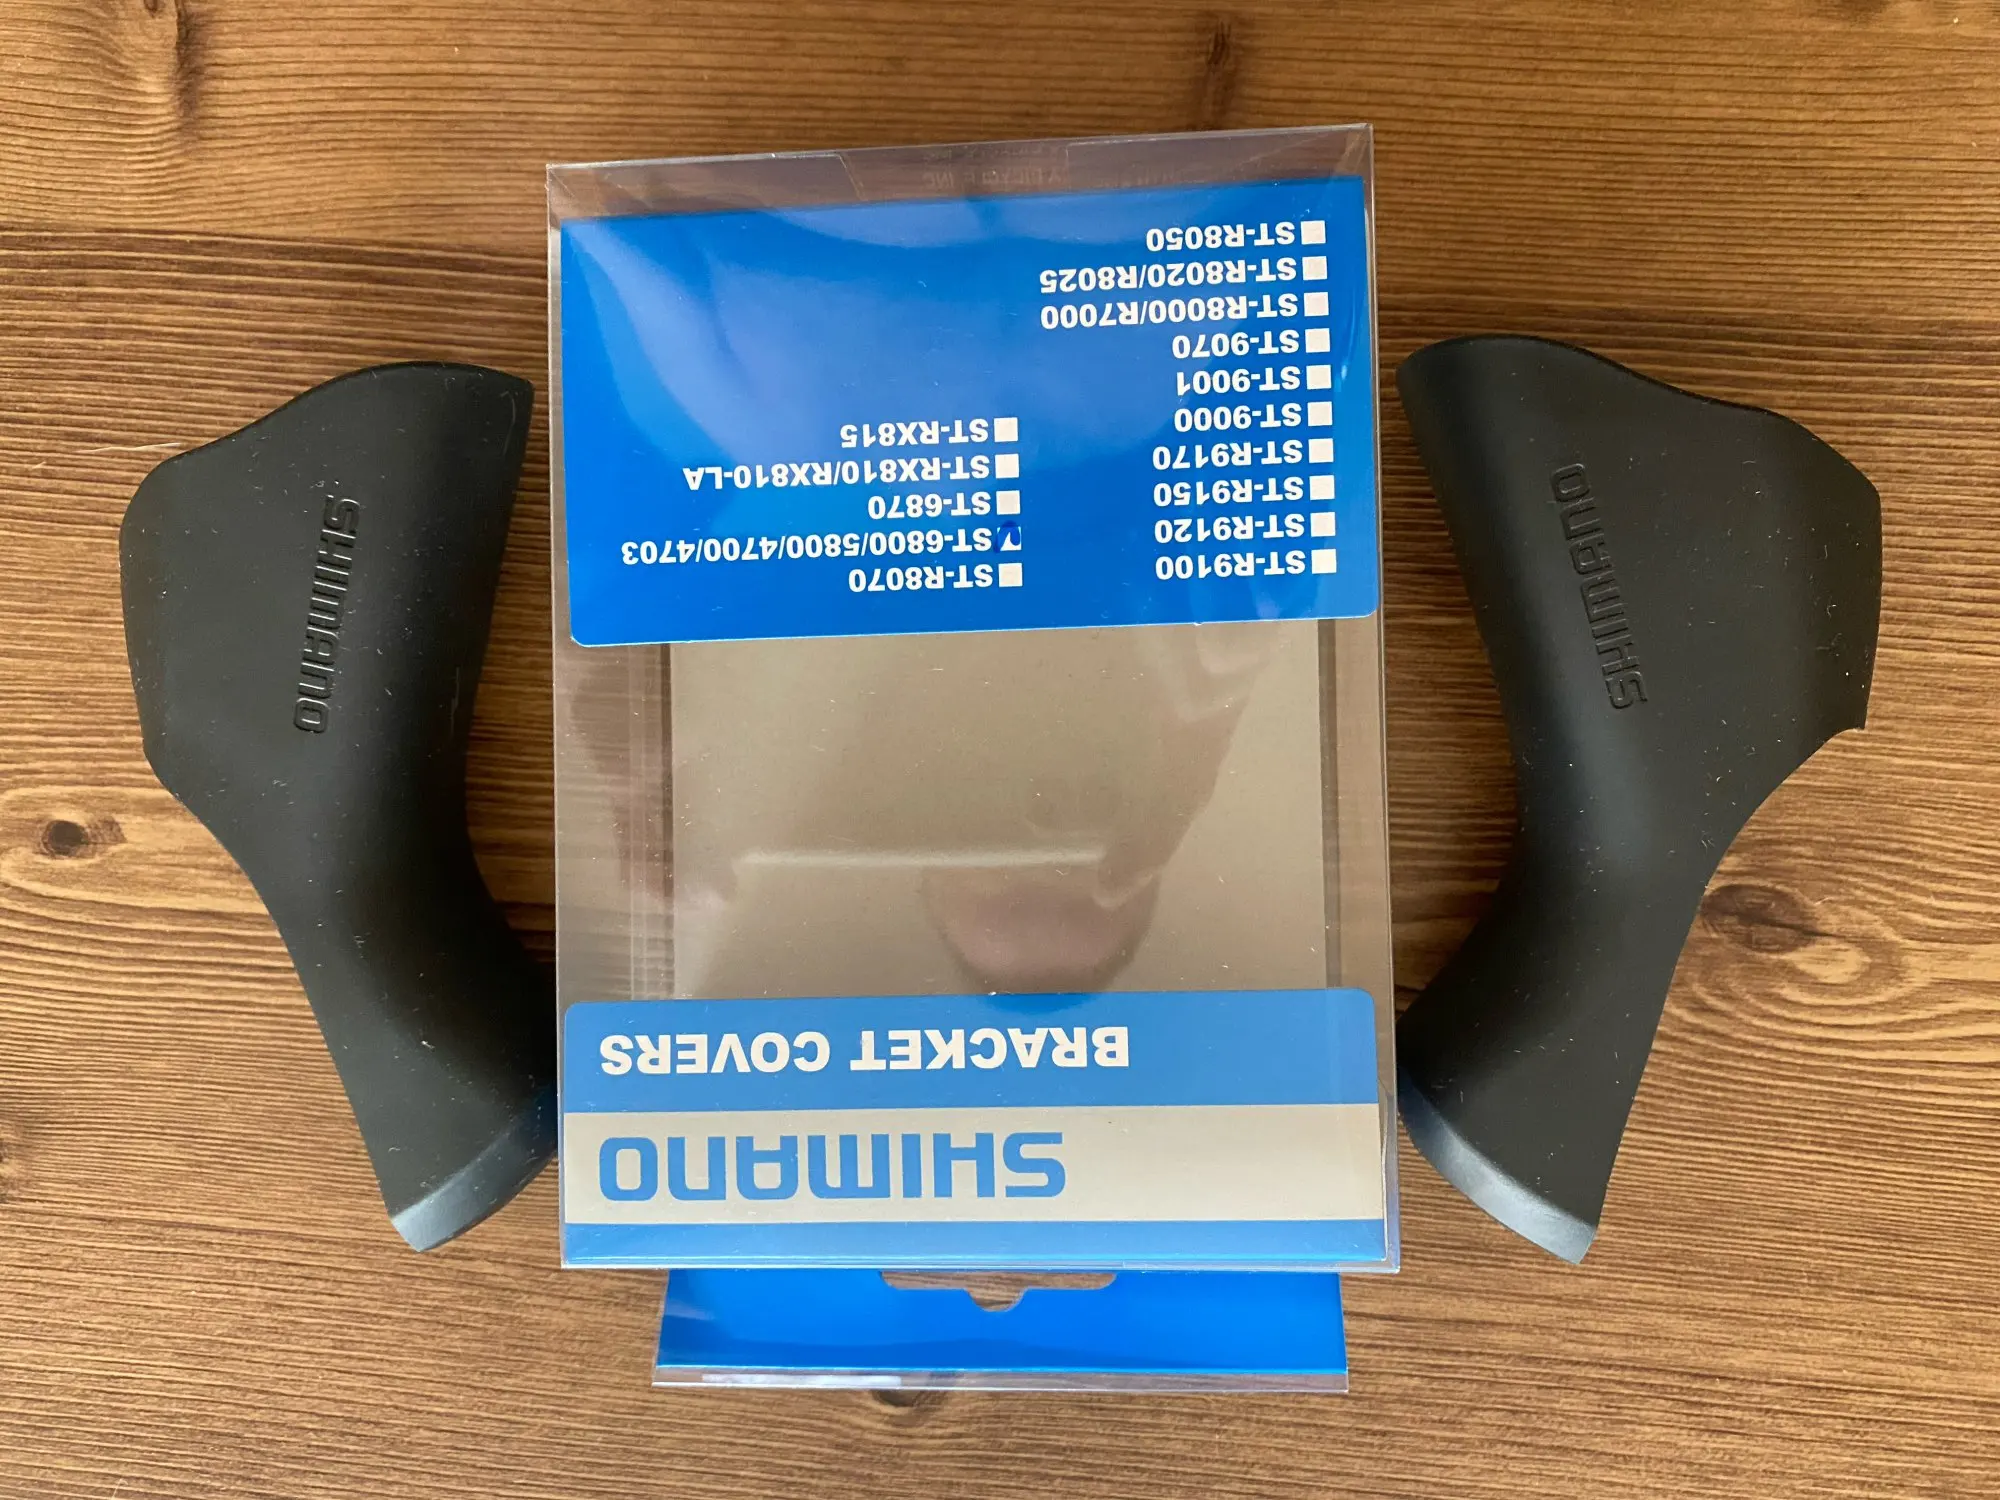 SHIMANO
BRACKET COVERS
ST-R9100
ST-R9120
ST-R9150
ST-R9170
ST-9000
ST-9001
ST-9070
ST-R8000/R7000
ST-R8020/R8025
ST-R8050
ST-R8070
ST-6800/5800/4700/4703
ST-6870
ST-RX810/RX810-LA
ST-RX815
SHIMANO
SHIMANO